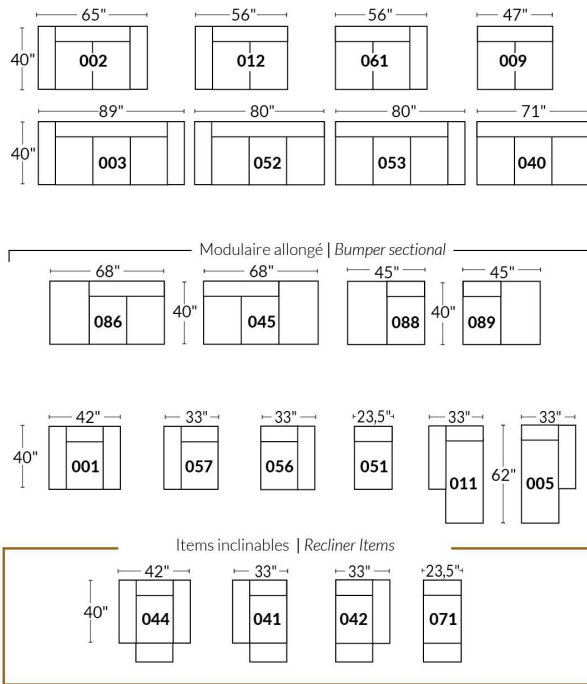 65" 56" 56" 47"
40" 002 012 061 009
89" 80" 80" 71"
40" 003 052 053 040
Modulaire allongé | Bumper sectional
68" 68" 45" 45"
086 40" 045 088 40" 089
42" 33" 33" 23,5" 33" 33"
40" 001 057 056 051 011 62" 005
Items inclinables | Recliner Items
42" 33" 33" 23,5"
40" 044 041 042 071